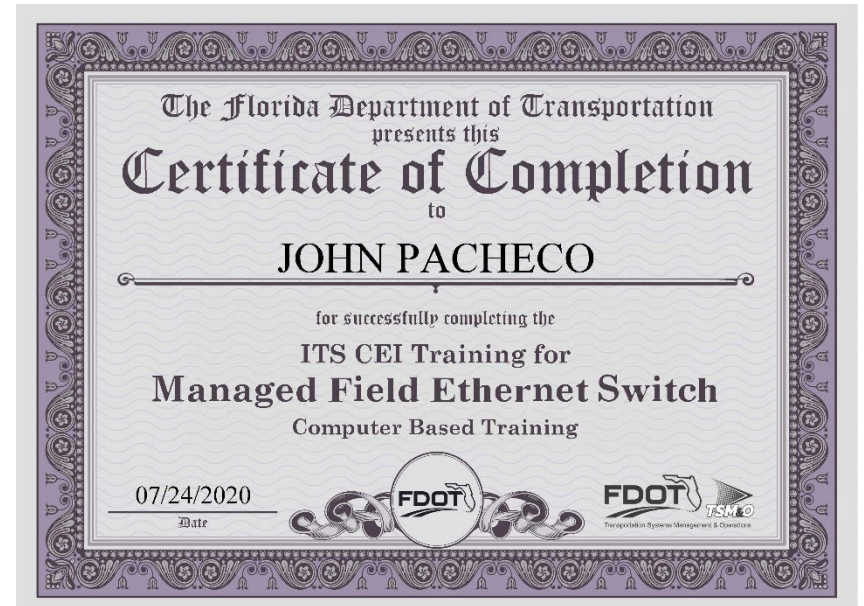 The Florida Department of Transportation
presents this
Certificate of Completion
to
JOHN PACHECO
for successfully completing the
ITS CEI Training for
Managed Field Ethernet Switch
Computer Based Training
07/24/2020
Date
FDOT
FDOT
TSM&O
Transportation Systems Management & Operations